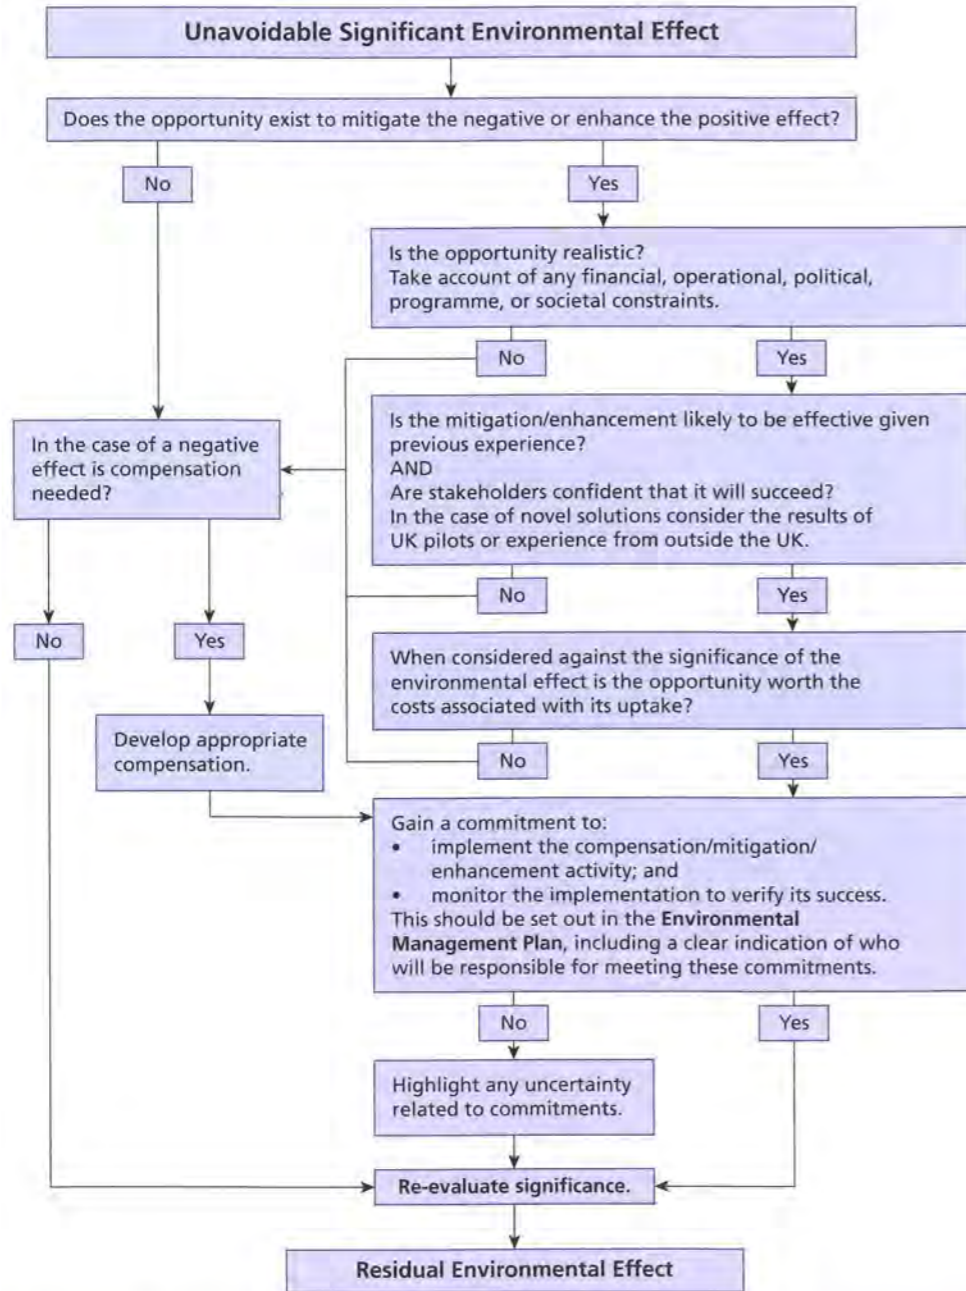 Unavoidable Significant Environmental Effect
Does the opportunity exist to mitigate the negative or enhance the positive effect?
No
Yes
Is the opportunity realistic?
Take account of any financial, operational, political,
programme, or societal constraints.
No
Yes
In the case of a negative
effect is compensation
needed?
Is the mitigation/enhancement likely to be effective given
previous experience?
AND
Are stakeholders confident that it will succeed?
In the case of novel solutions consider the results of
UK pilots or experience from outside the UK.
No
Yes
No
Yes
When considered against the significance of the
environmental effect is the opportunity worth the
costs associated with its uptake?
Develop appropriate
compensation.
No
Yes
Gain a commitment to:
• implement the compensation/mitigation/
enhancement activity; and
• monitor the implementation to verify its success.
This should be set out in the Environmental
Management Plan, including a clear indication of who
will be responsible for meeting these commitments.
No
Yes
Highlight any uncertainty
related to commitments.
Re-evaluate significance.
Residual Environmental Effect